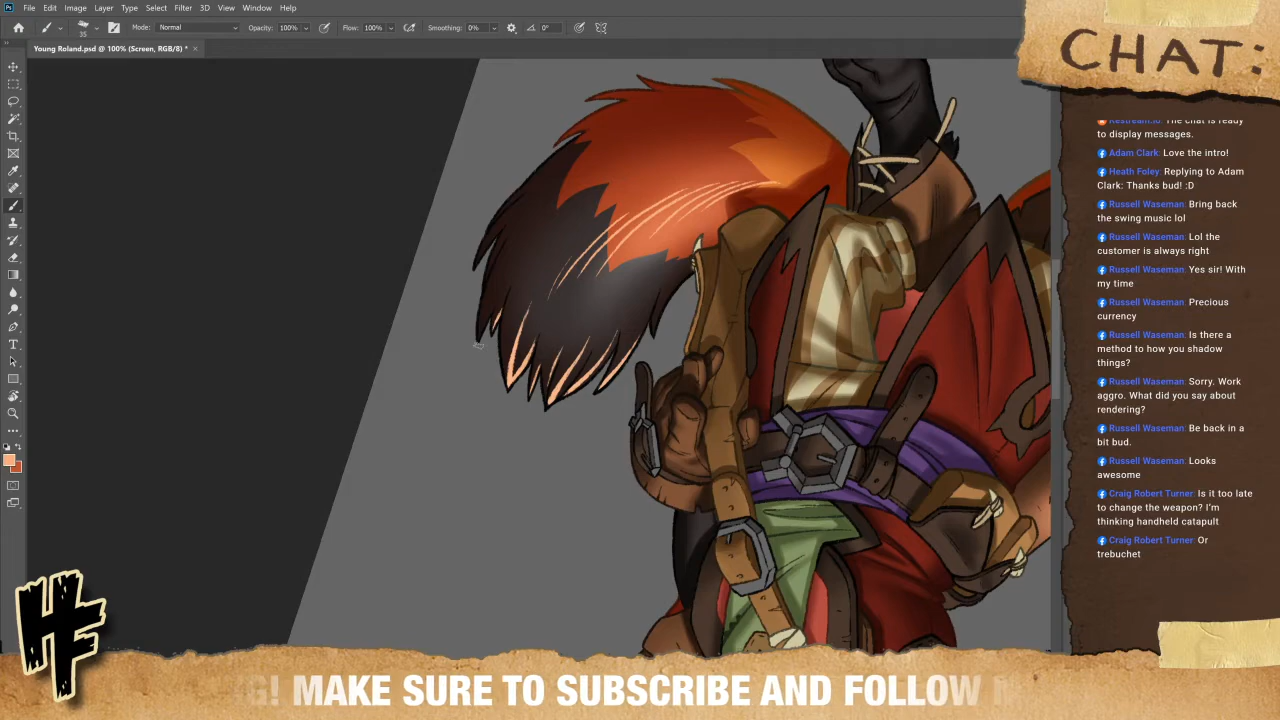 Ps File Edit Image Layer Type Select Filter 3D View Window Help
35 Mode: Normal Opacity: 100% Flow: 100% Smoothing: 0% 0°
Young Roland.psd @ 100% (Screen, RGB/8) * ×
CHAT:
Restream.io: The chat is ready
to display messages.
Adam Clark: Love the intro!
Heath Foley: Replying to Adam
Clark: Thanks bud! :D
Russell Waseman: Bring back
the swing music lol
Russell Waseman: Lol the
customer is always right
Russell Waseman: Yes sir! With
my time
Russell Waseman: Precious
currency
Russell Waseman: Is there a
method to how you shadow
things?
Russell Waseman: Sorry. Work
aggro. What did you say about
rendering?
Russell Waseman: Be back in a
bit bud.
Russell Waseman: Looks
awesome
Craig Robert Turner: Is it too late
to change the weapon? I'm
thinking handheld catapult
Craig Robert Turner: Or
trebuchet
HF
G! MAKE SURE TO SUBSCRIBE AND FOLLOW